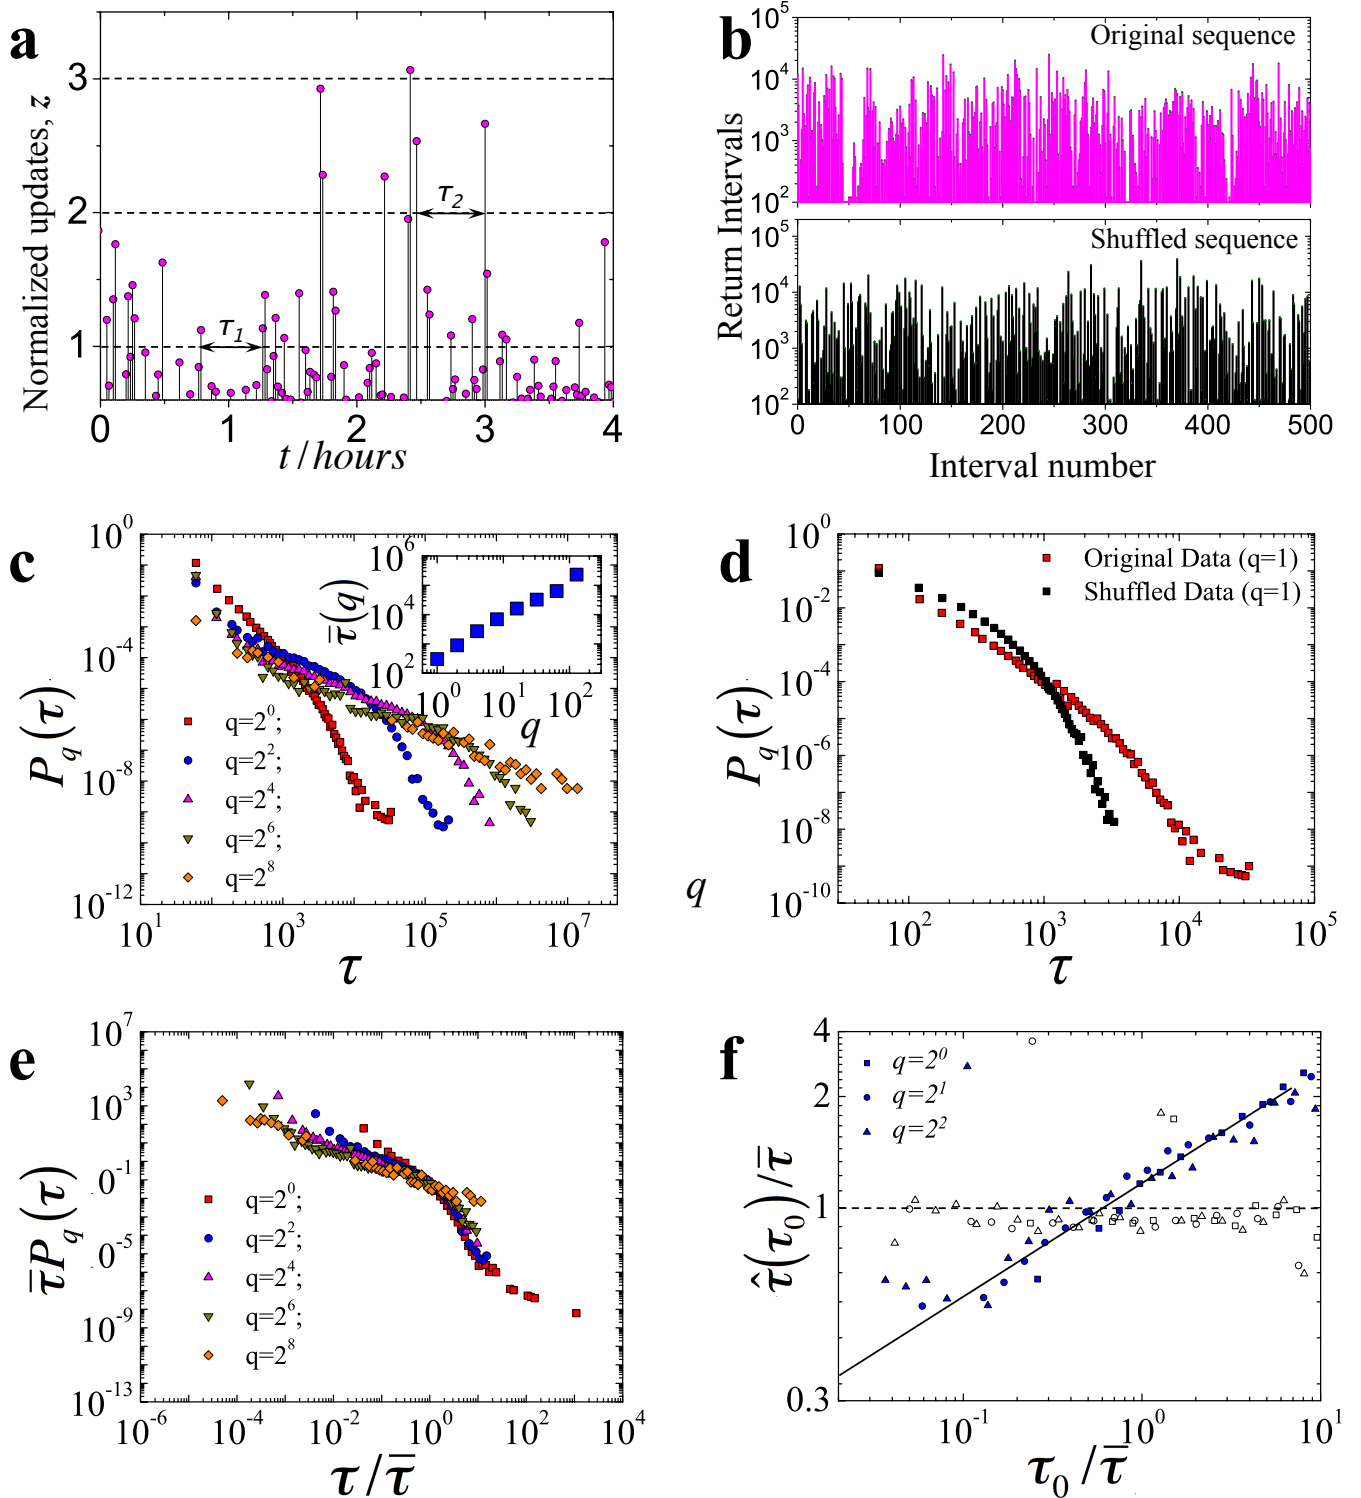 a
Normalized updates, z
3
2
1
τ1
τ2
0 1 2 3 4
t / hours
b
Return Intervals
10^5
10^4
10^3
10^2
Original sequence
10^5
10^4
10^3
10^2
Shuffled sequence
0 100 200 300 400 500
Interval number
c
P_q(τ)
10^0
10^-4
10^-8
10^-12
10^1 10^3 10^5 10^7
τ
q=2^0;
q=2^2;
q=2^4;
q=2^6;
q=2^8
τ̄(q)
10^6
10^4
10^2
10^0 10^1 10^2
q
d
P_q(τ)
10^0
10^-2
10^-4
10^-6
10^-8
10^-10
10^2 10^3 10^4 10^5
τ
Original Data (q=1)
Shuffled Data (q=1)
q
e
τ̄P_q(τ)
10^7
10^3
10^-1
10^-5
10^-9
10^-13
10^-6 10^-4 10^-2 10^0 10^2 10^4
τ/τ̄
q=2^0;
q=2^2;
q=2^4;
q=2^6;
q=2^8
f
τ̂(τ0)/τ̄
4
2
1
0.3
10^-1 10^0 10^1
τ0/τ̄
q=2^0
q=2^1
q=2^2